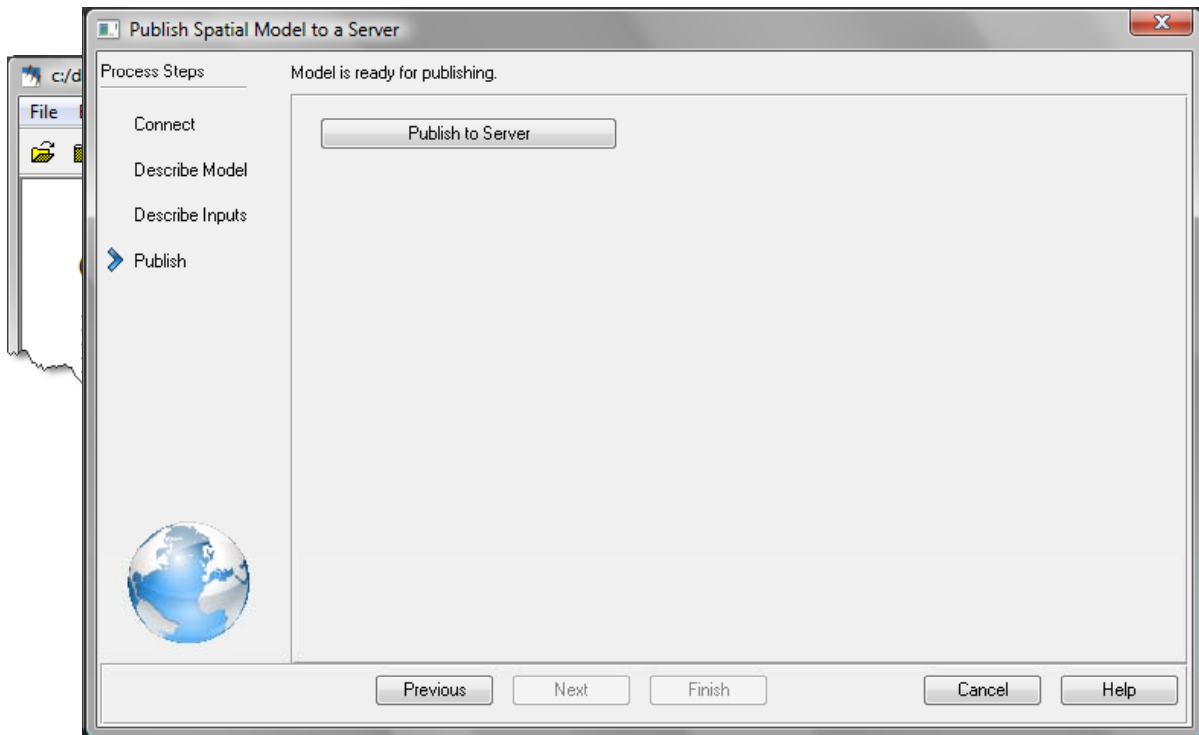 Publish Spatial Model to a Server
c:/d
File
Process Steps
Connect
Describe Model
Describe Inputs
Publish
Model is ready for publishing.
Publish to Server
Previous
Next
Finish
Cancel
Help